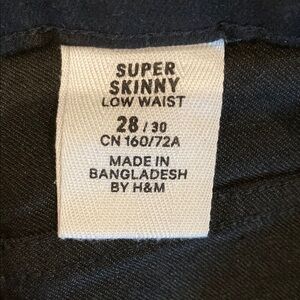 SUPER
SKINNY
LOW WAIST
28 / 30
CN 160/72A
MADE IN
BANGLADESH
BY H&M